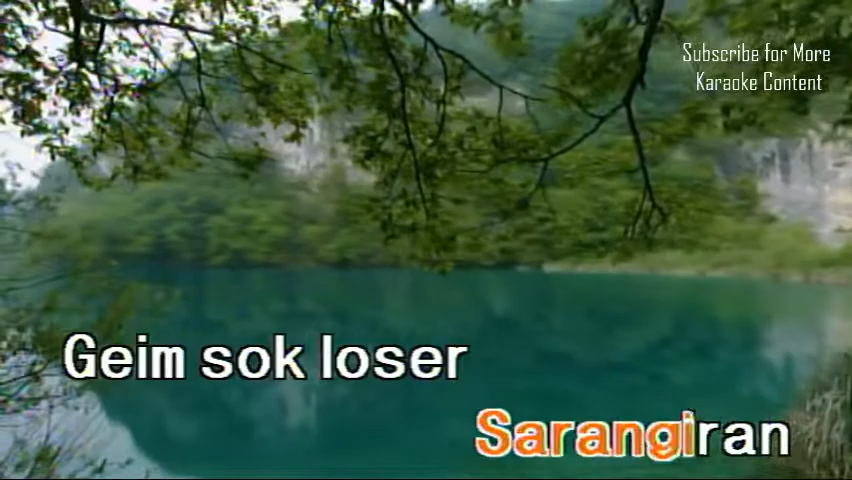 Subscribe for More
Karaoke Content
Geim sok loser
Sarangiran